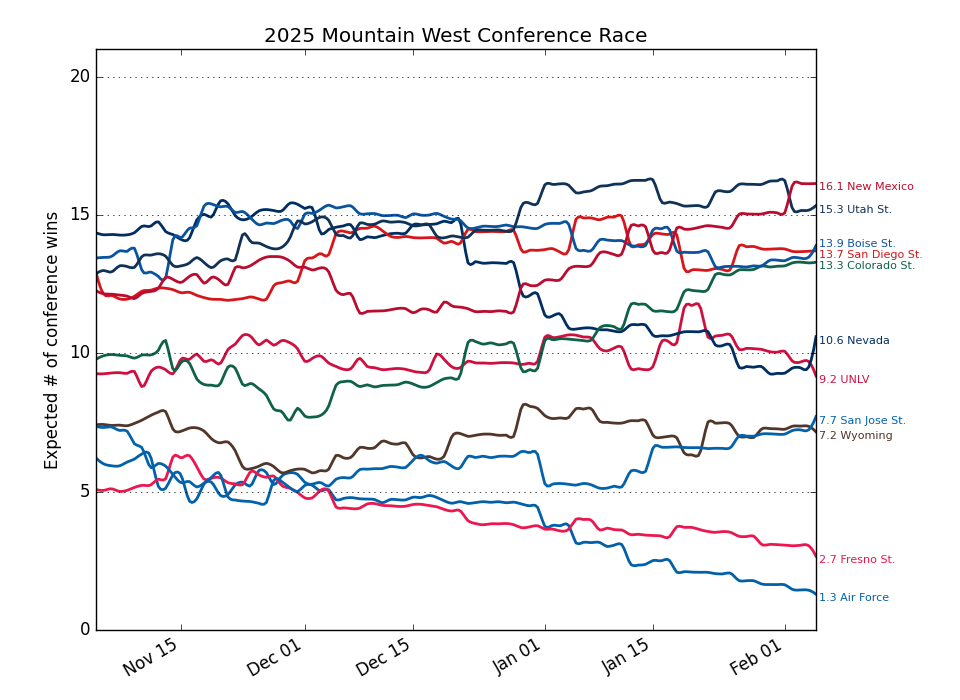 2025 Mountain West Conference Race
Expected # of conference wins
20
15
10
5
0
16.1 New Mexico
15.3 Utah St.
13.9 Boise St.
13.7 San Diego St.
13.3 Colorado St.
10.6 Nevada
9.2 UNLV
7.7 San Jose St.
7.2 Wyoming
2.7 Fresno St.
1.3 Air Force
Nov 15
Dec 01
Dec 15
Jan 01
Jan 15
Feb 01